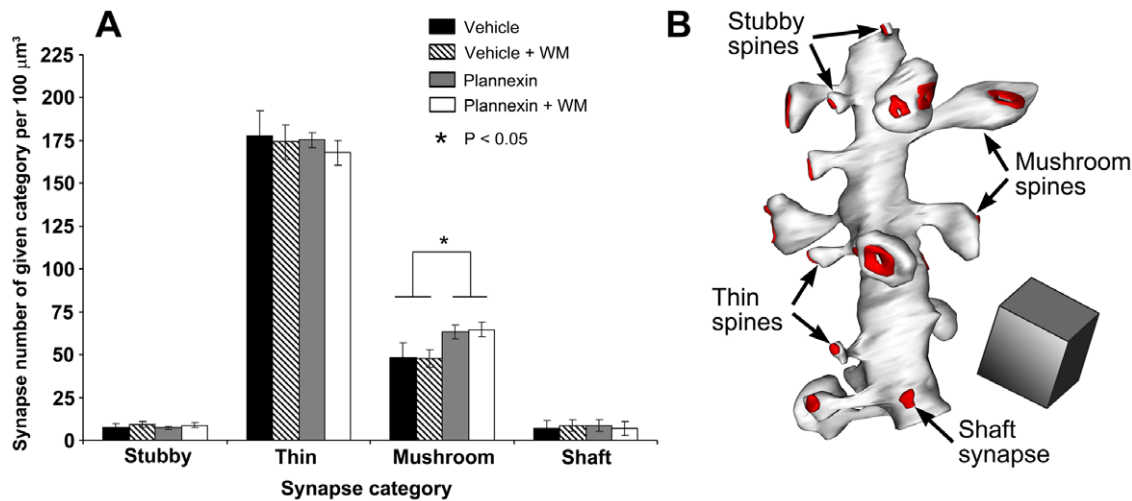 A
Synapse number of given category per 100 µm³
225
200
175
150
125
100
75
50
25
0
Vehicle
Vehicle + WM
Plannexin
Plannexin + WM
* P < 0.05
*
Stubby Thin Mushroom Shaft
Synapse category
B
Stubby
spines
Mushroom
spines
Thin
spines
Shaft
synapse